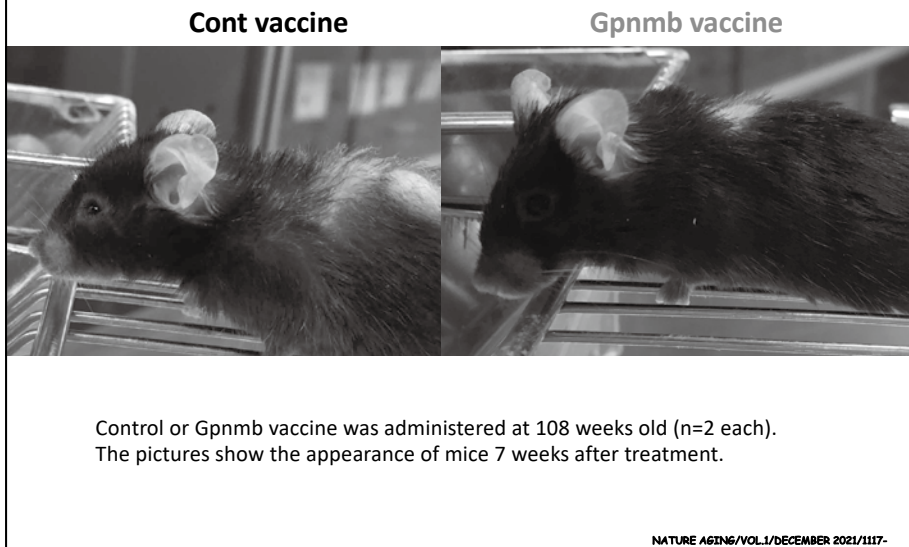 Cont vaccine
Gpnmb vaccine
Control or Gpnmb vaccine was administered at 108 weeks old (n=2 each).
The pictures show the appearance of mice 7 weeks after treatment.
NATURE AGING/VOL.1/DECEMBER 2021/1117-